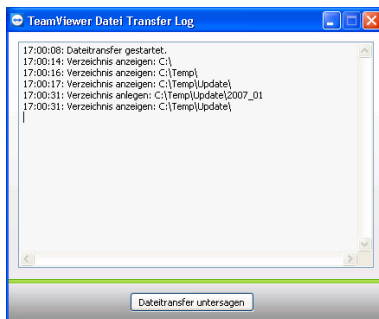 TeamViewer Datei Transfer Log
17:00:08: Dateitransfer gestartet.
17:00:14: Verzeichnis anzeigen: C:\
17:00:16: Verzeichnis anzeigen: C:\Temp\
17:00:17: Verzeichnis anzeigen: C:\Temp\Update\
17:00:31: Verzeichnis anlegen: C:\Temp\Update\2007_01
17:00:31: Verzeichnis anzeigen: C:\Temp\Update\
Dateitransfer untersagen